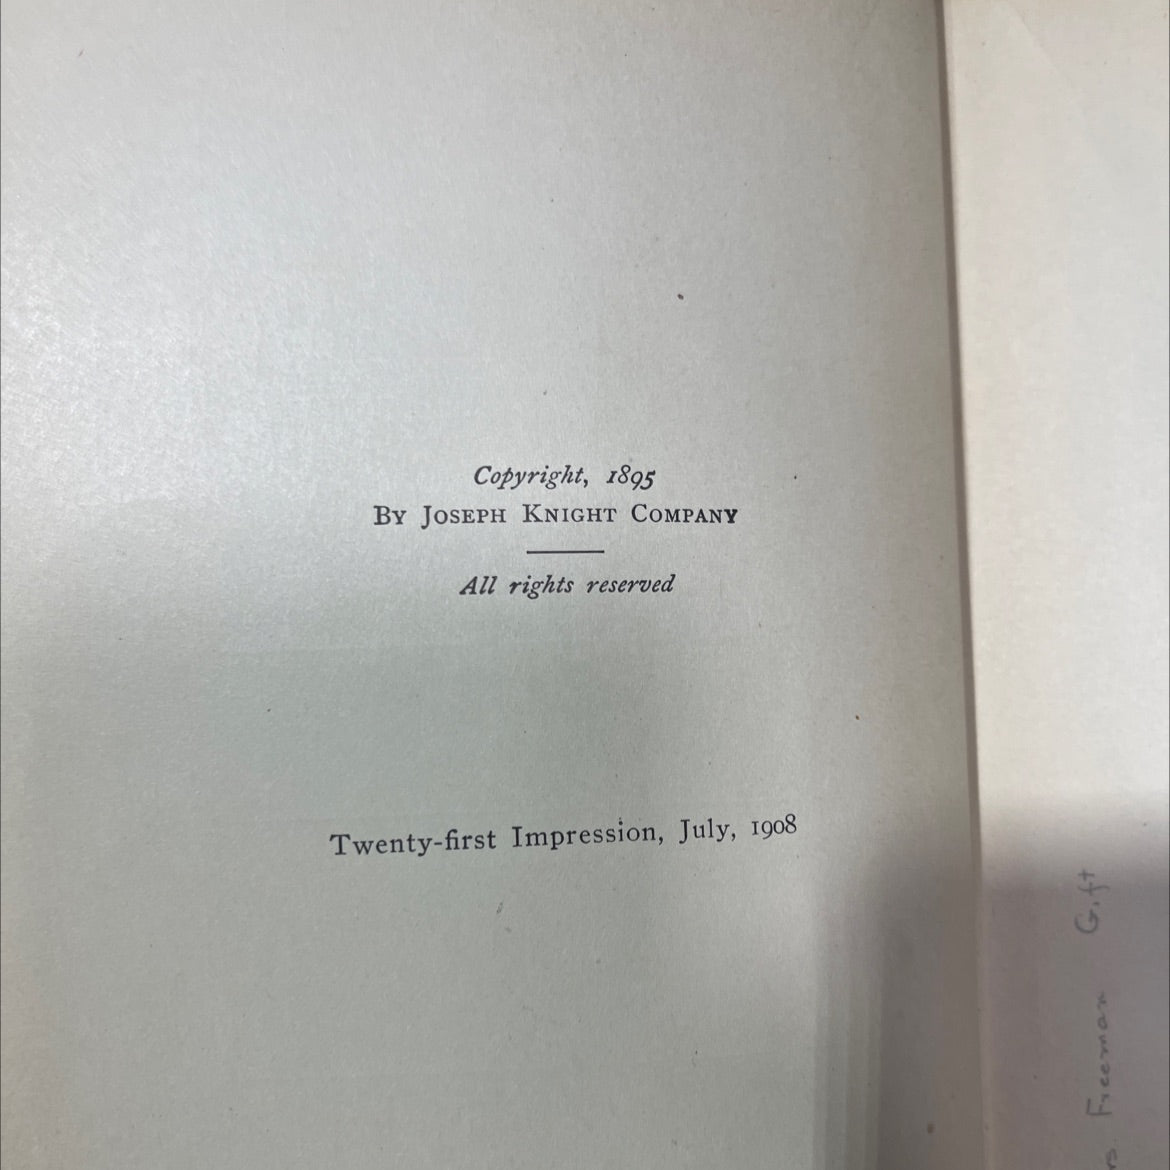 Copyright, 1895
By Joseph Knight Company
All rights reserved
Twenty-first Impression, July, 1908
Freeman Gift